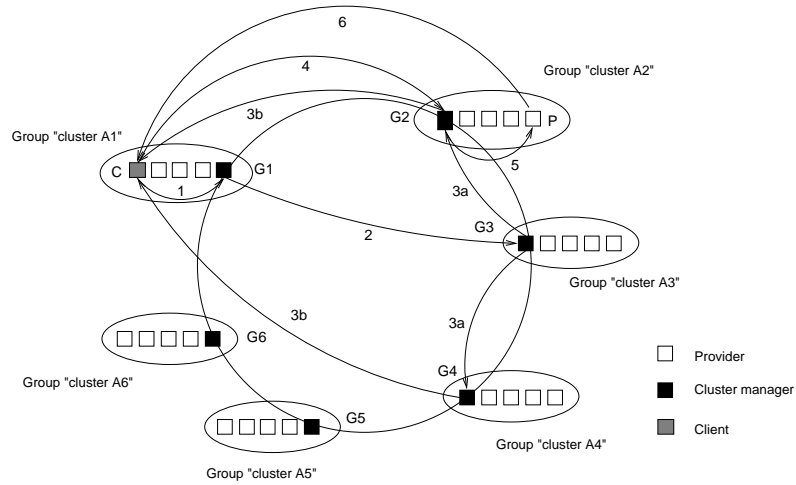 6
4
Group "cluster A2"
3b
G2
P
Group "cluster A1"
5
C
G1
1
3a
G3
2
Group "cluster A3"
3b
3a
G6
G4
Provider
Group "cluster A6"
Cluster manager
G5
Group "cluster A4"
Client
Group "cluster A5"